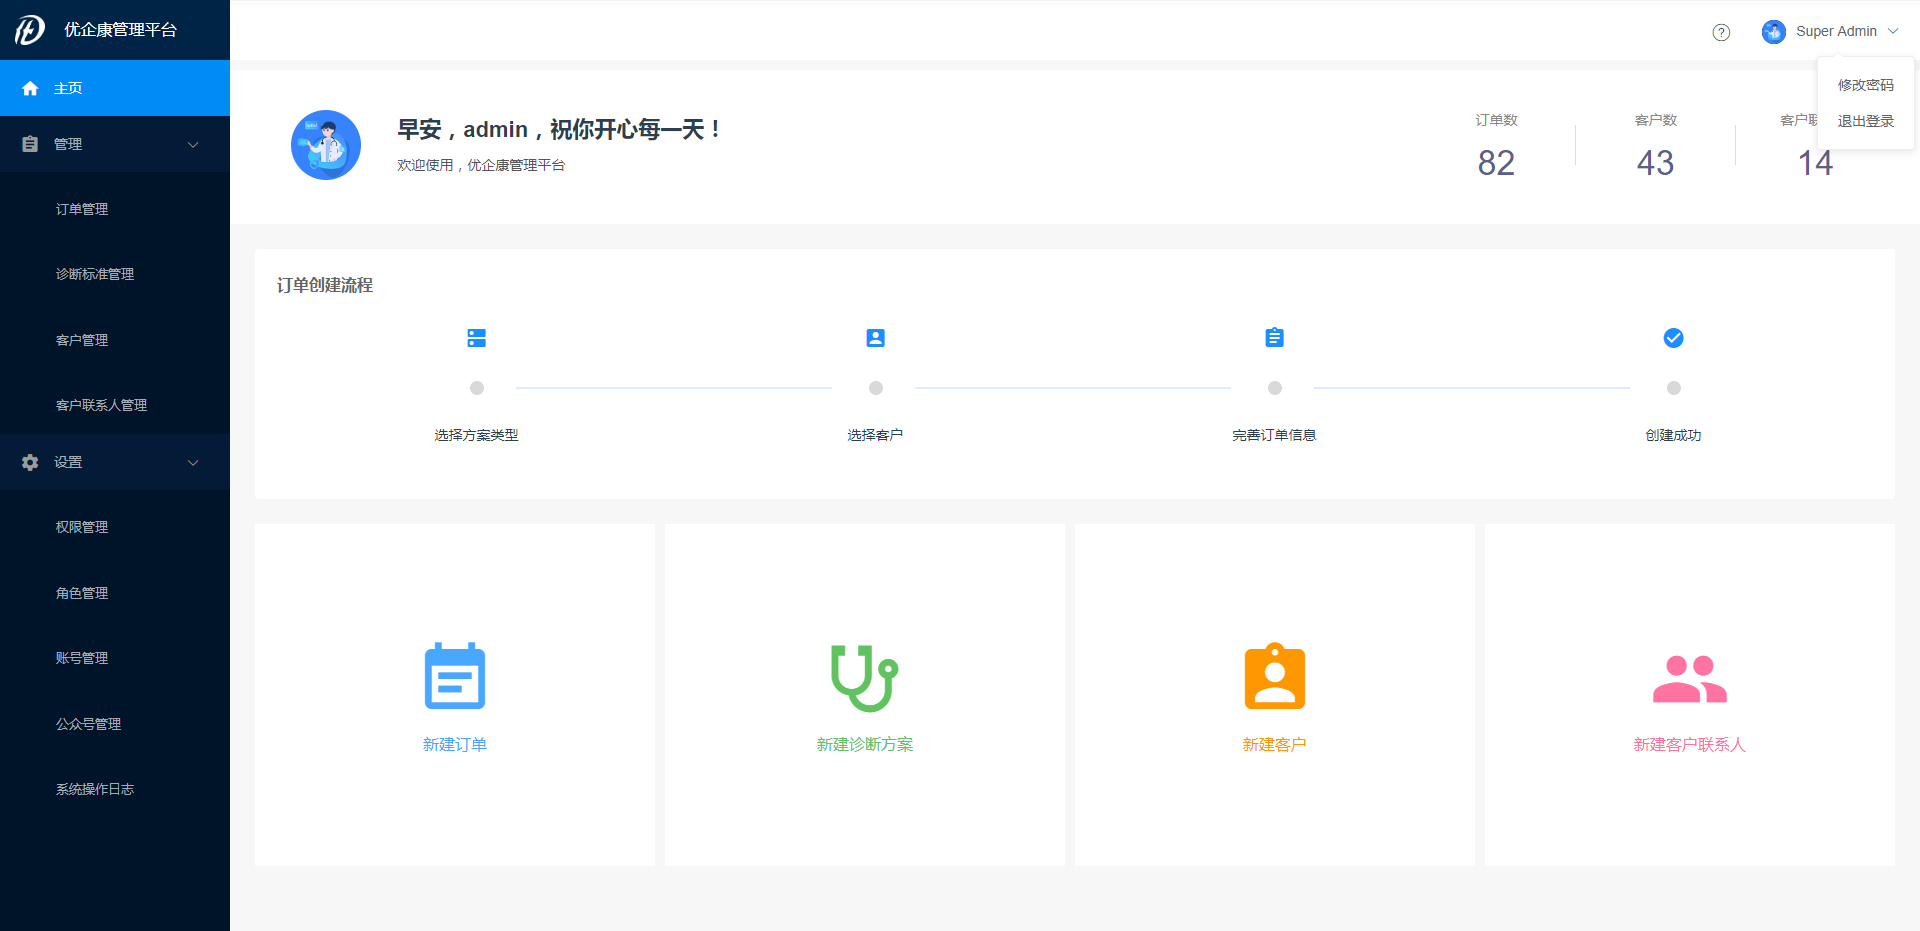 优企康管理平台
Super Admin
修改密码
退出登录
主页
管理
订单管理
诊断标准管理
客户管理
客户联系人管理
设置
权限管理
角色管理
账号管理
公众号管理
系统操作日志
早安，admin，祝你开心每一天！
欢迎使用，优企康管理平台
订单数
82
客户数
43
客户联
14
订单创建流程
选择方案类型
选择客户
完善订单信息
创建成功
新建订单
新建诊断方案
新建客户
新建客户联系人